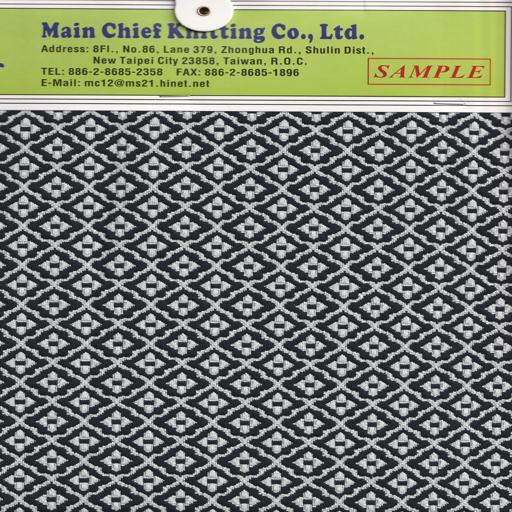 Main Chief Knitting Co., Ltd.
Address: 8Fl., No.86, Lane 379, Zhonghua Rd., Shulin Dist.,
New Taipei City 23858, Taiwan, R.O.C.
TEL: 886-2-8685-2358 FAX: 886-2-8685-1896
E-Mail: mc12@ms21.hinet.net
SAMPLE